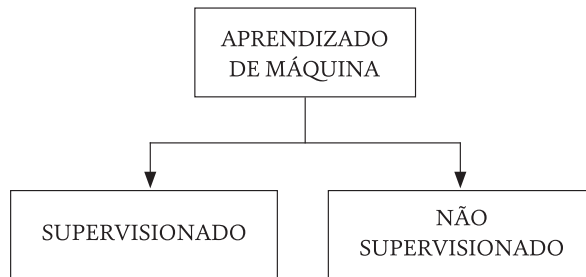 APRENDIZADO
DE MÁQUINA
SUPERVISIONADO
NÃO
SUPERVISIONADO